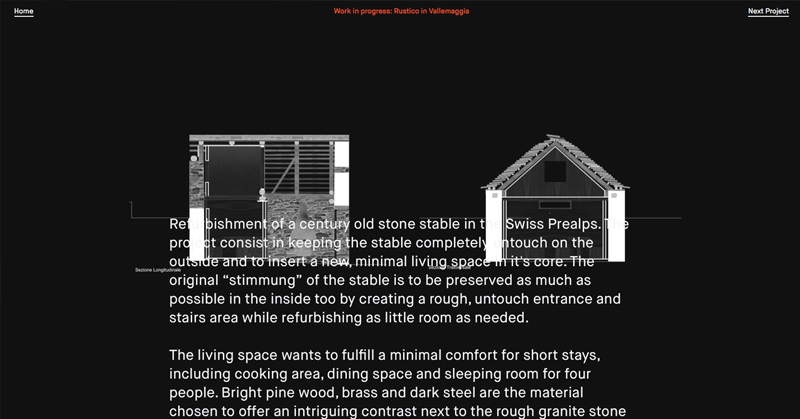 Home
Work in progress: Rustico in Vallemaggia
Next Project
Refurbishment of a century old stone stable in the Swiss Prealps. The
project consist in keeping the stable completely untouch on the
outside and to insert a new, minimal living space in it's core. The
Sezione Longitudinale
original “stimmung” of the stable is to be preserved as much as
possible in the inside too by creating a rough, untouch entrance and
stairs area while refurbishing as little room as needed.
The living space wants to fulfill a minimal comfort for short stays,
including cooking area, dining space and sleeping room for four
people. Bright pine wood, brass and dark steel are the material
chosen to offer an intriguing contrast next to the rough granite stone